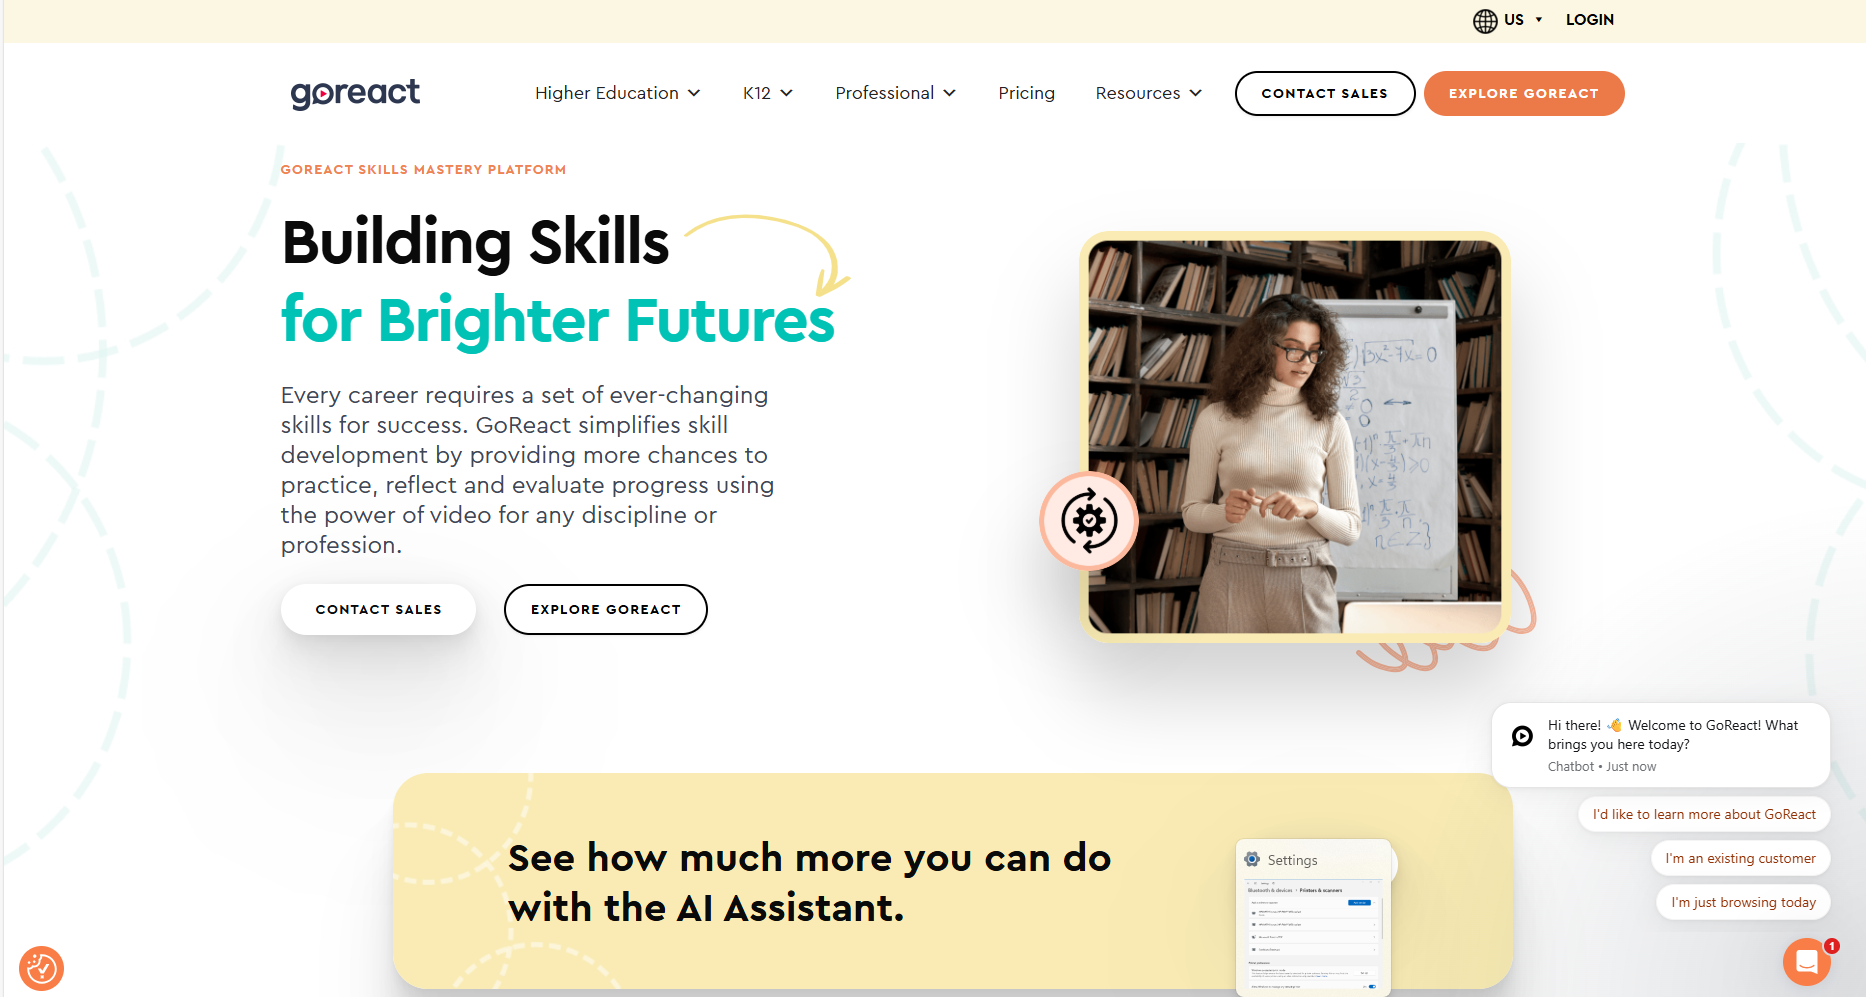 US
LOGIN
goreact
Higher Education
K12
Professional
Pricing
Resources
CONTACT SALES
EXPLORE GOREACT
GOREACT SKILLS MASTERY PLATFORM
Building Skills
for Brighter Futures
Every career requires a set of ever-changing
skills for success. GoReact simplifies skill
development by providing more chances to
practice, reflect and evaluate progress using
the power of video for any discipline or
profession.
CONTACT SALES
EXPLORE GOREACT
Hi there! 👋 Welcome to GoReact! What
brings you here today?
Chatbot • Just now
I'd like to learn more about GoReact
I'm an existing customer
I'm just browsing today
1
See how much more you can do
with the AI Assistant.
Settings
Bluetooth & devices › Printers & scanners